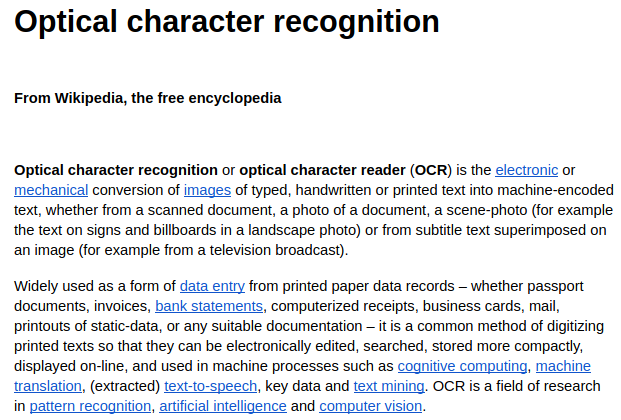 Optical character recognition
From Wikipedia, the free encyclopedia
Optical character recognition or optical character reader (OCR) is the electronic or
mechanical conversion of images of typed, handwritten or printed text into machine-encoded
text, whether from a scanned document, a photo of a document, a scene-photo (for example
the text on signs and billboards in a landscape photo) or from subtitle text superimposed on
an image (for example from a television broadcast).
Widely used as a form of data entry from printed paper data records – whether passport
documents, invoices, bank statements, computerized receipts, business cards, mail,
printouts of static-data, or any suitable documentation – it is a common method of digitizing
printed texts so that they can be electronically edited, searched, stored more compactly,
displayed on-line, and used in machine processes such as cognitive computing, machine
translation, (extracted) text-to-speech, key data and text mining. OCR is a field of research
in pattern recognition, artificial intelligence and computer vision.